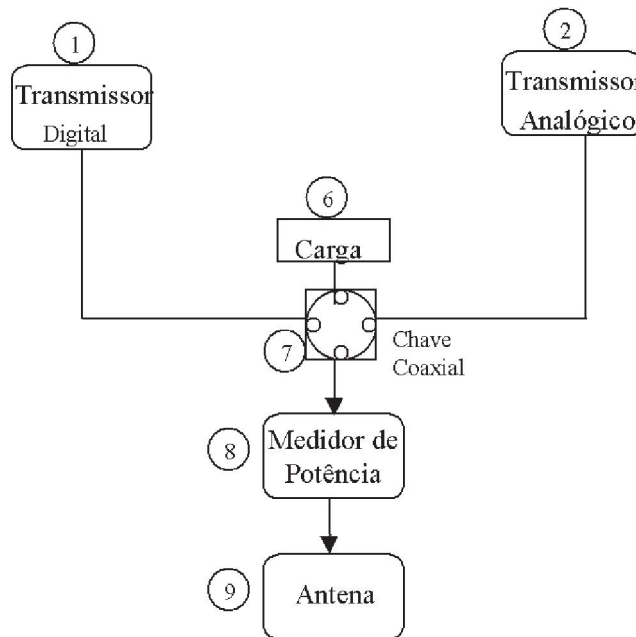 1
2
Transmissor
Digital
Transmissor
Analógico
6
Carga
7
Chave
Coaxial
8
Medidor de
Potência
9
Antena